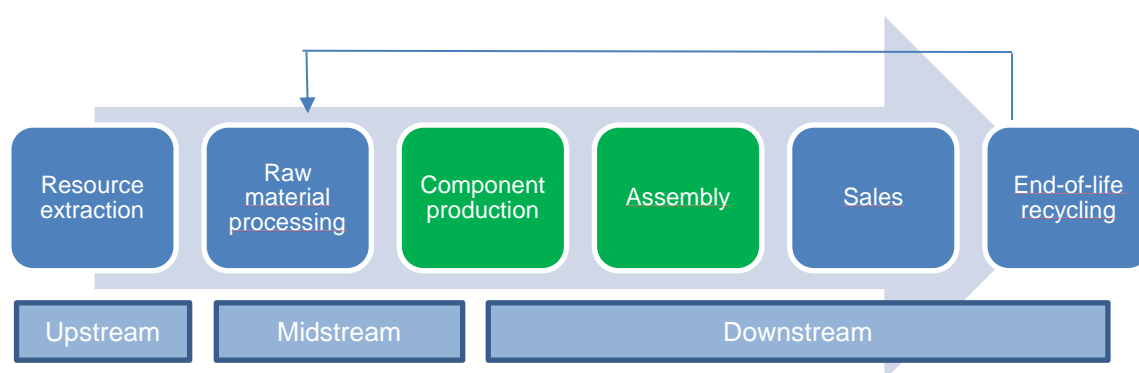 Resource
extraction
Raw
material
processing
Component
production
Assembly
Sales
End-of-life
recycling
Upstream
Midstream
Downstream